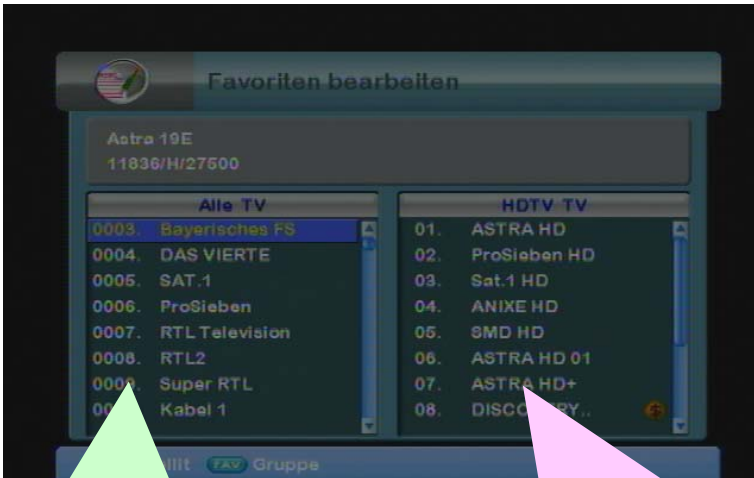 Favoriten bearbeiten
Astra 19E
11836/H/27500
Alle TV
0003. Bayerisches FS
0004. DAS VIERTE
0005. SAT.1
0006. ProSieben
0007. RTL Television
0008. RTL2
0009. Super RTL
Kabel 1
HDTV TV
01. ASTRA HD
02. ProSieben HD
03. Sat.1 HD
04. ANIXE HD
05. SMD HD
06. ASTRA HD 01
07. ASTRA HD+
08.
$
FAV Gruppe